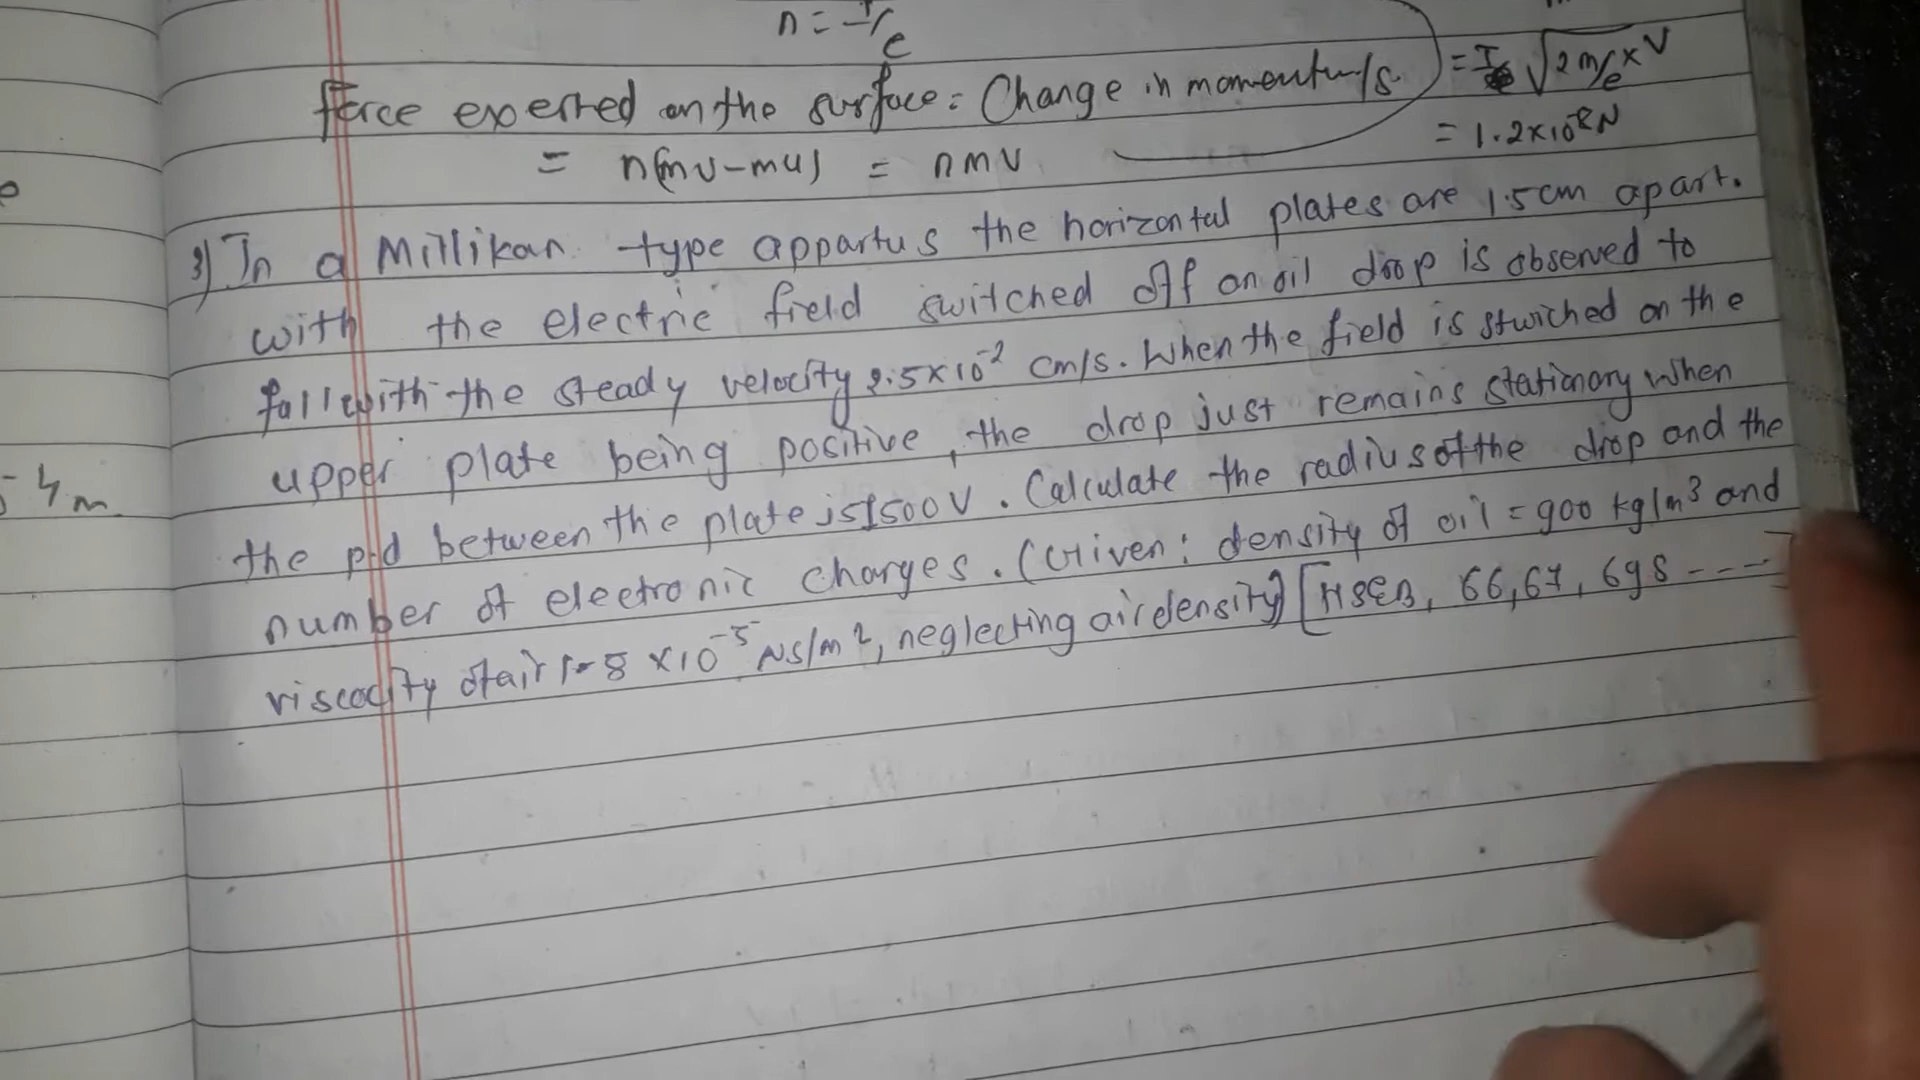 n = I/e
force experted on the surface = Change in momentum/s. = I √2m/e×V
= 1.2×10⁻⁸N
= n(mv-mu) = nmv
3) In a Millikan type appartus the horizontal plates are 1.5cm apart.
with the electric field switched off an oil drop is observed to
fall with the steady velocity 2.5×10⁻² cm/s. When the field is stwiched on the
upper plate being positive, the drop just remains stationary when
the p.d between the plate is 1500V. Calculate the radius of the drop and the
number of electronic charges. (Given: density of oil = 900 kg/m³ and
viscocity of air 1.8 ×10⁻⁵ Ns/m², neglecting air density) [HSEB, 66,67, 69S ----]
4m